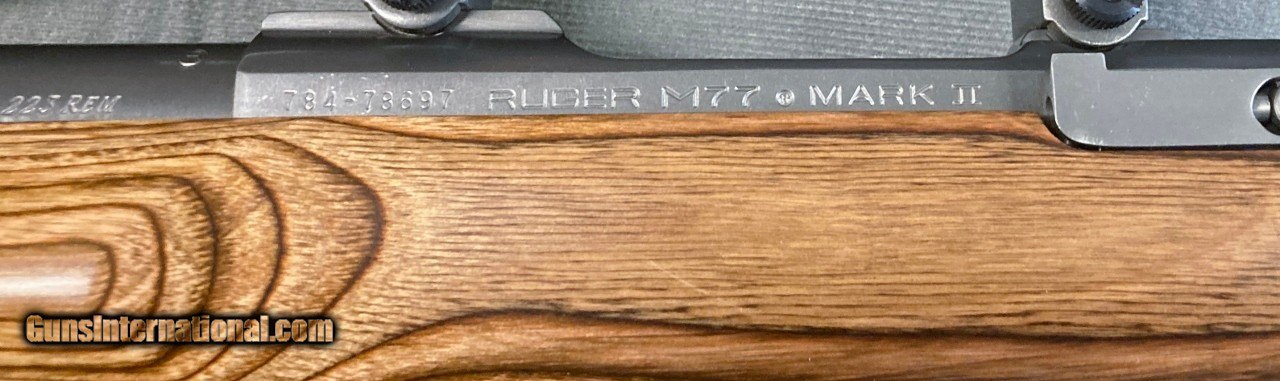 223 REM
784-78697 RUGER M77 ® MARK II
GunsInternational.com